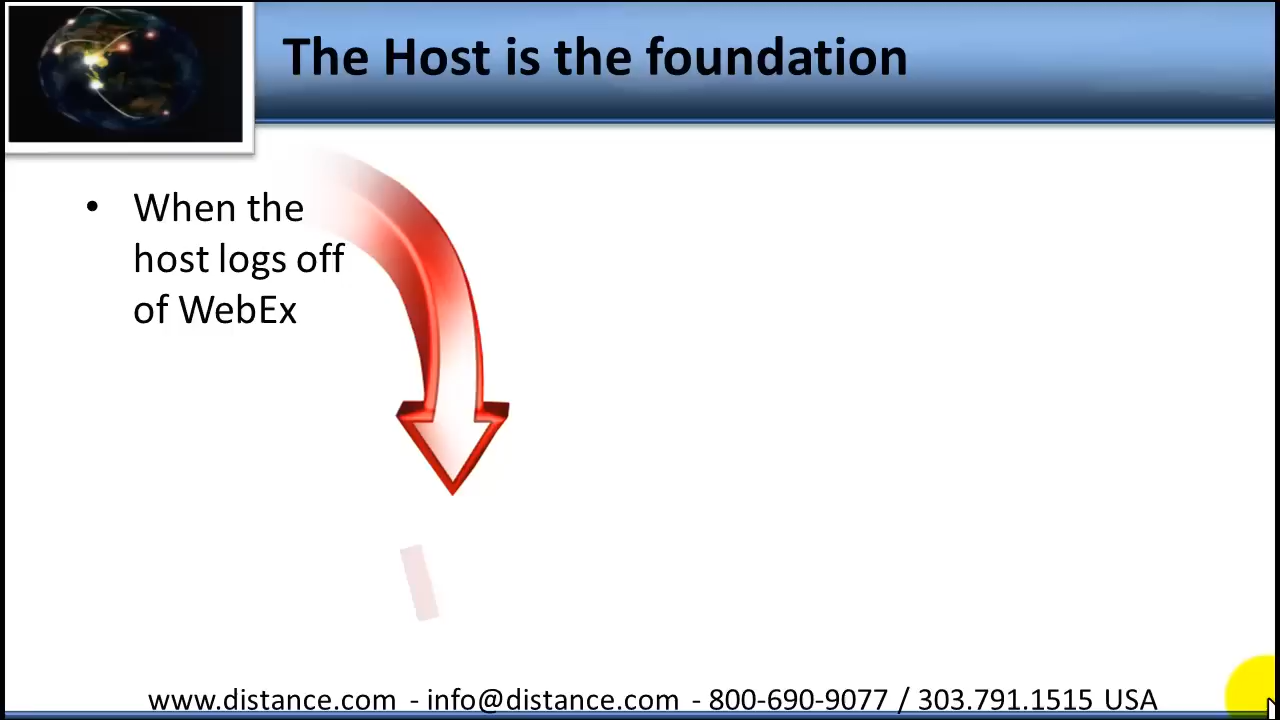 The Host is the foundation
• When the
host logs off
of WebEx
www.distance.com - info@distance.com - 800-690-9077 / 303.791.1515 USA